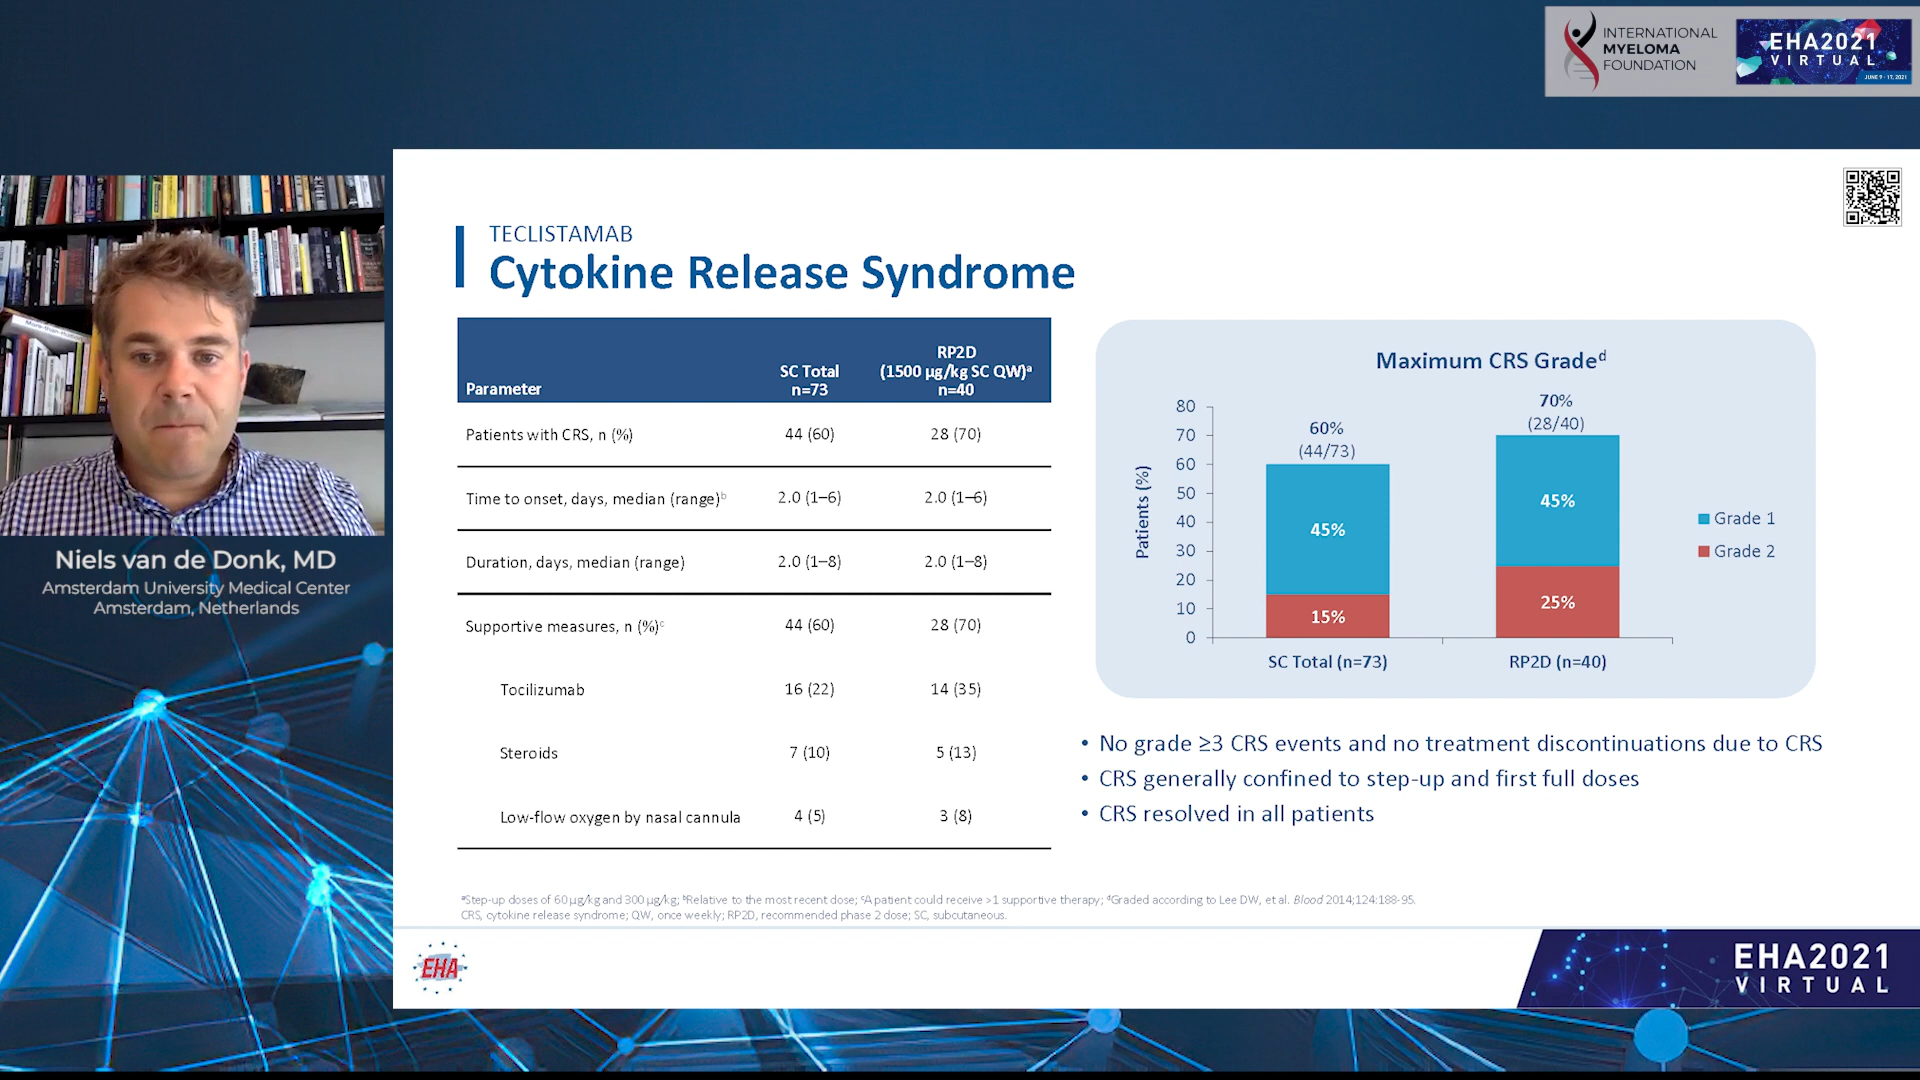 INTERNATIONAL
MYELOMA
FOUNDATION
EHA2021
VIRTUAL
JUNE 9 - 17, 2021
TECLISTAMAB
Cytokine Release Syndrome
Parameter
SC Total
n=73
RP2D
(1500 µg/kg SC QW)ᵃ
n=40
Patients with CRS, n (%) 44 (60) 28 (70)
Time to onset, days, median (range)ᵇ 2.0 (1–6) 2.0 (1–6)
Duration, days, median (range) 2.0 (1–8) 2.0 (1–8)
Supportive measures, n (%)ᶜ 44 (60) 28 (70)
Tocilizumab 16 (22) 14 (35)
Steroids 7 (10) 5 (13)
Low-flow oxygen by nasal cannula 4 (5) 3 (8)
Maximum CRS Gradeᵈ
Patients (%)
80
70
60
50
40
30
20
10
0
60%
(44/73)
45%
15%
70%
(28/40)
45%
25%
SC Total (n=73)
RP2D (n=40)
Grade 1
Grade 2
• No grade ≥3 CRS events and no treatment discontinuations due to CRS
• CRS generally confined to step-up and first full doses
• CRS resolved in all patients
ᵃStep-up doses of 60 µg/kg and 300 µg/kg; ᵇRelative to the most recent dose; ᶜA patient could receive >1 supportive therapy; ᵈGraded according to Lee DW, et al. Blood 2014;124:188-95.
CRS, cytokine release syndrome; QW, once weekly; RP2D, recommended phase 2 dose; SC, subcutaneous.
Niels van de Donk, MD
Amsterdam University Medical Center
Amsterdam, Netherlands
EHA
EHA2021
VIRTUAL